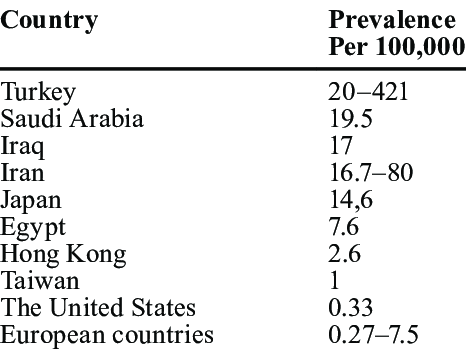 Country Prevalence
Per 100,000
Turkey 20–421
Saudi Arabia 19.5
Iraq 17
Iran 16.7–80
Japan 14,6
Egypt 7.6
Hong Kong 2.6
Taiwan 1
The United States 0.33
European countries 0.27–7.5